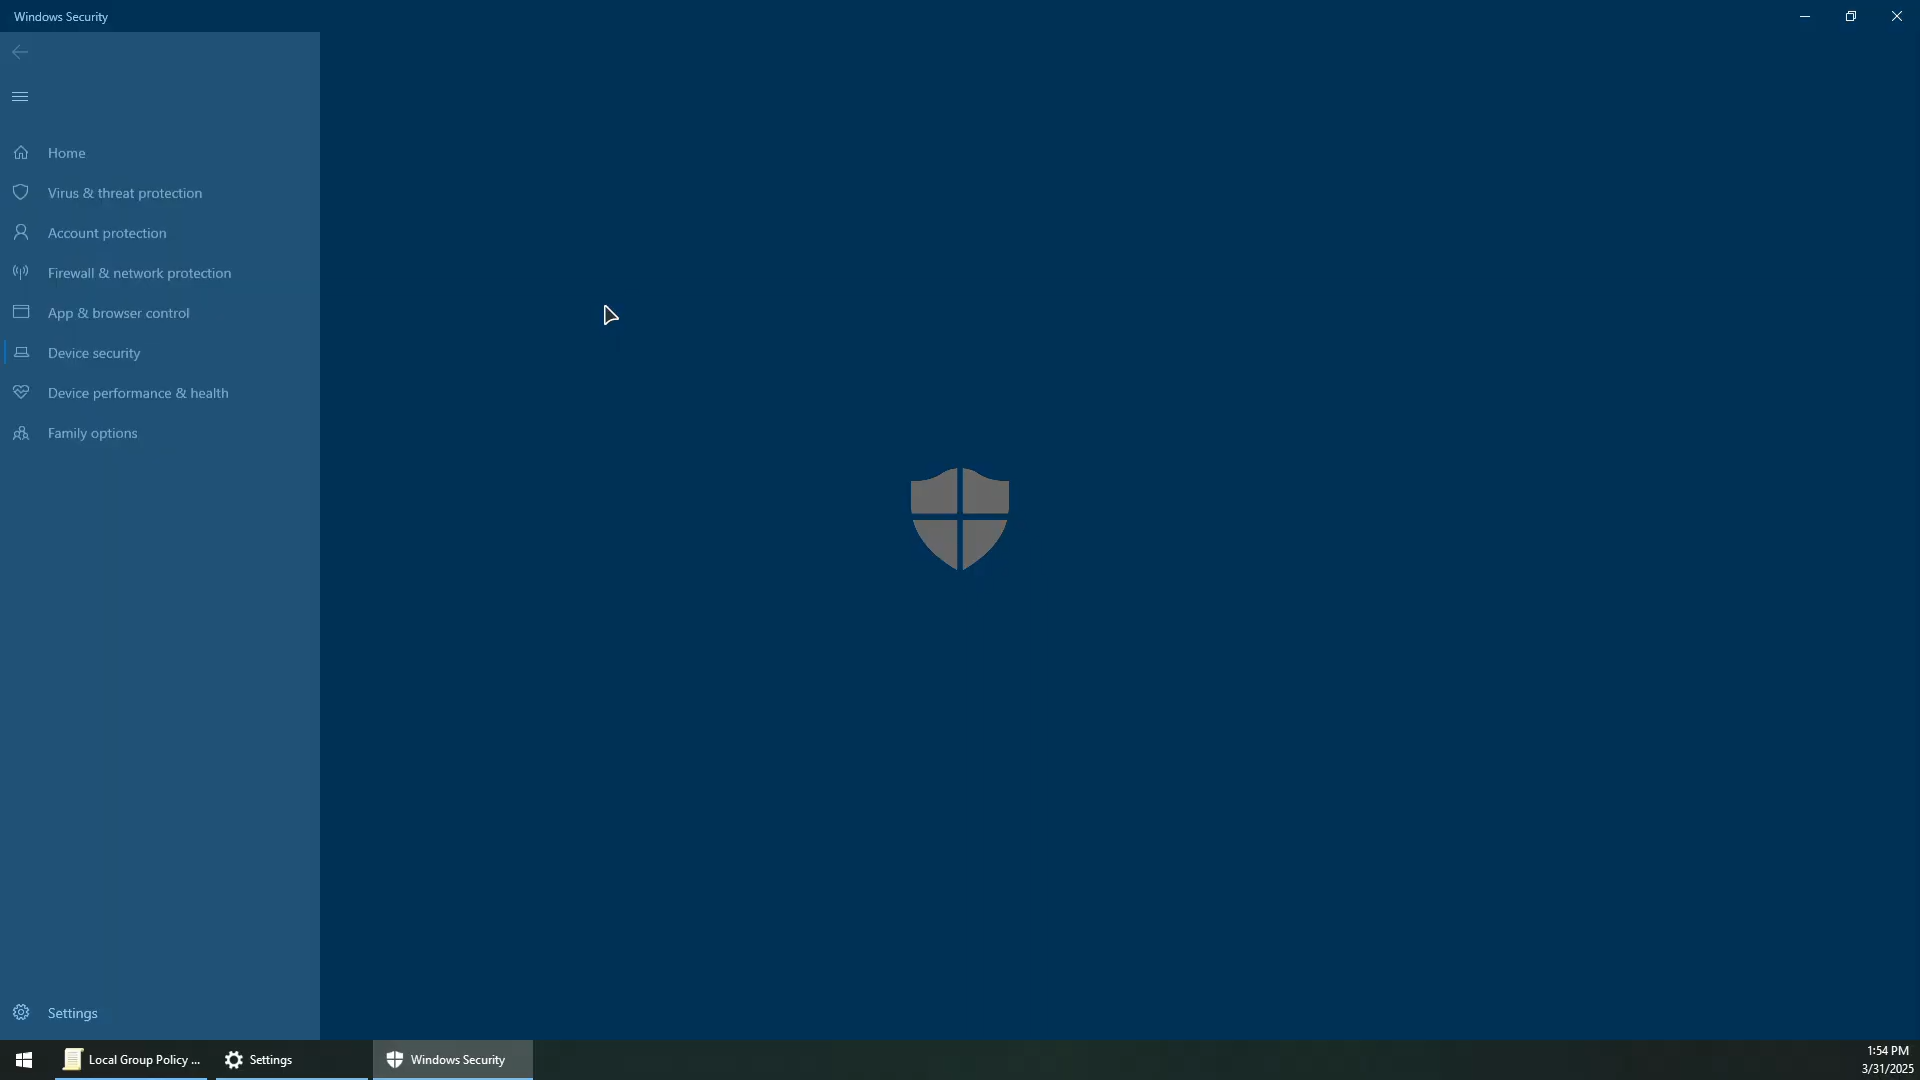 Windows Security
Home
Virus & threat protection
Account protection
Firewall & network protection
App & browser control
Device security
Device performance & health
Family options
Settings
Local Group Policy ...
Settings
Windows Security
1:54 PM
3/31/2025